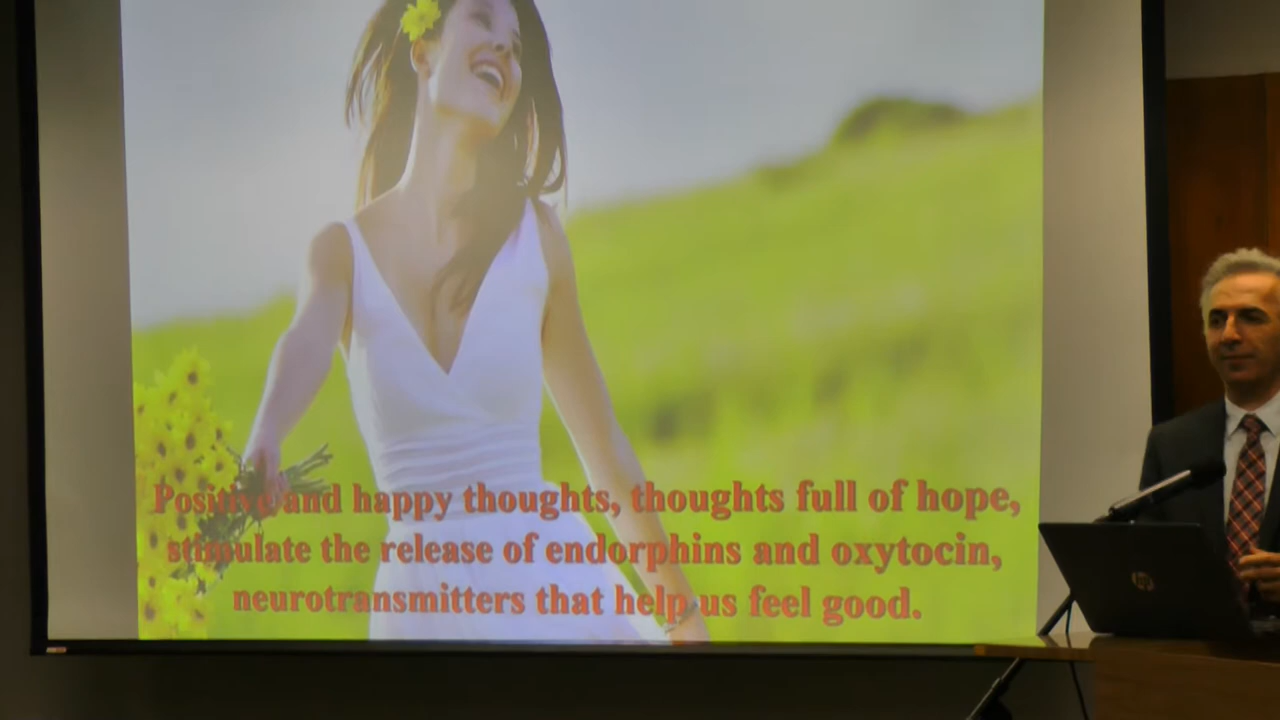 Positive and happy thoughts, thoughts full of hope,
stimulate the release of endorphins and oxytocin,
neurotransmitters that help us feel good.
hp